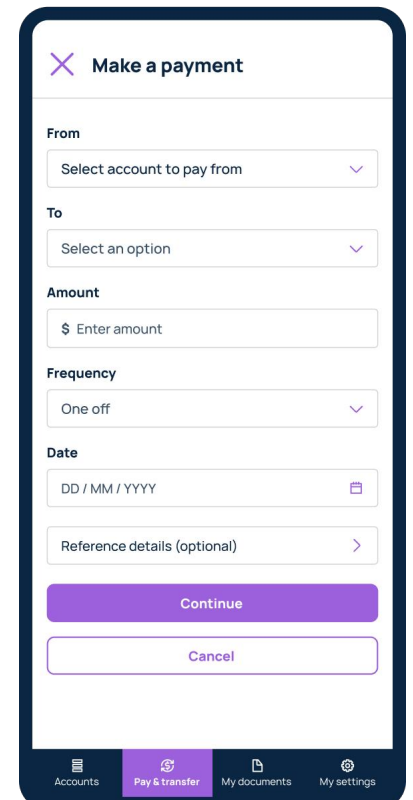 Make a payment
From
Select account to pay from
To
Select an option
Amount
$ Enter amount
Frequency
One off
Date
DD / MM / YYYY
Reference details (optional)
Continue
Cancel
Accounts Pay & transfer My documents My settings